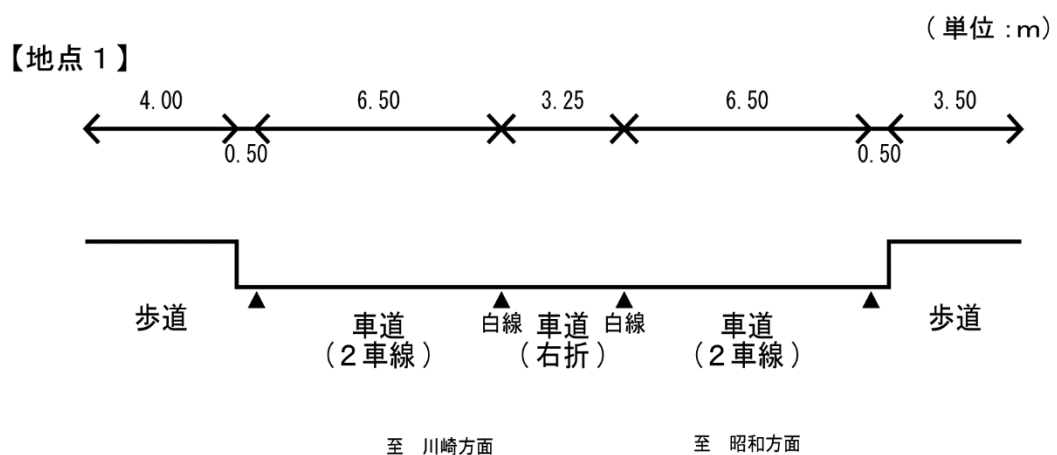 (単位:m)
【地点1】
4.00 6.50 3.25 6.50 3.50
0.50 0.50
歩道 車道 白線 車道 白線 車道 歩道
(2車線) (右折) (2車線)
至 川崎方面 至 昭和方面